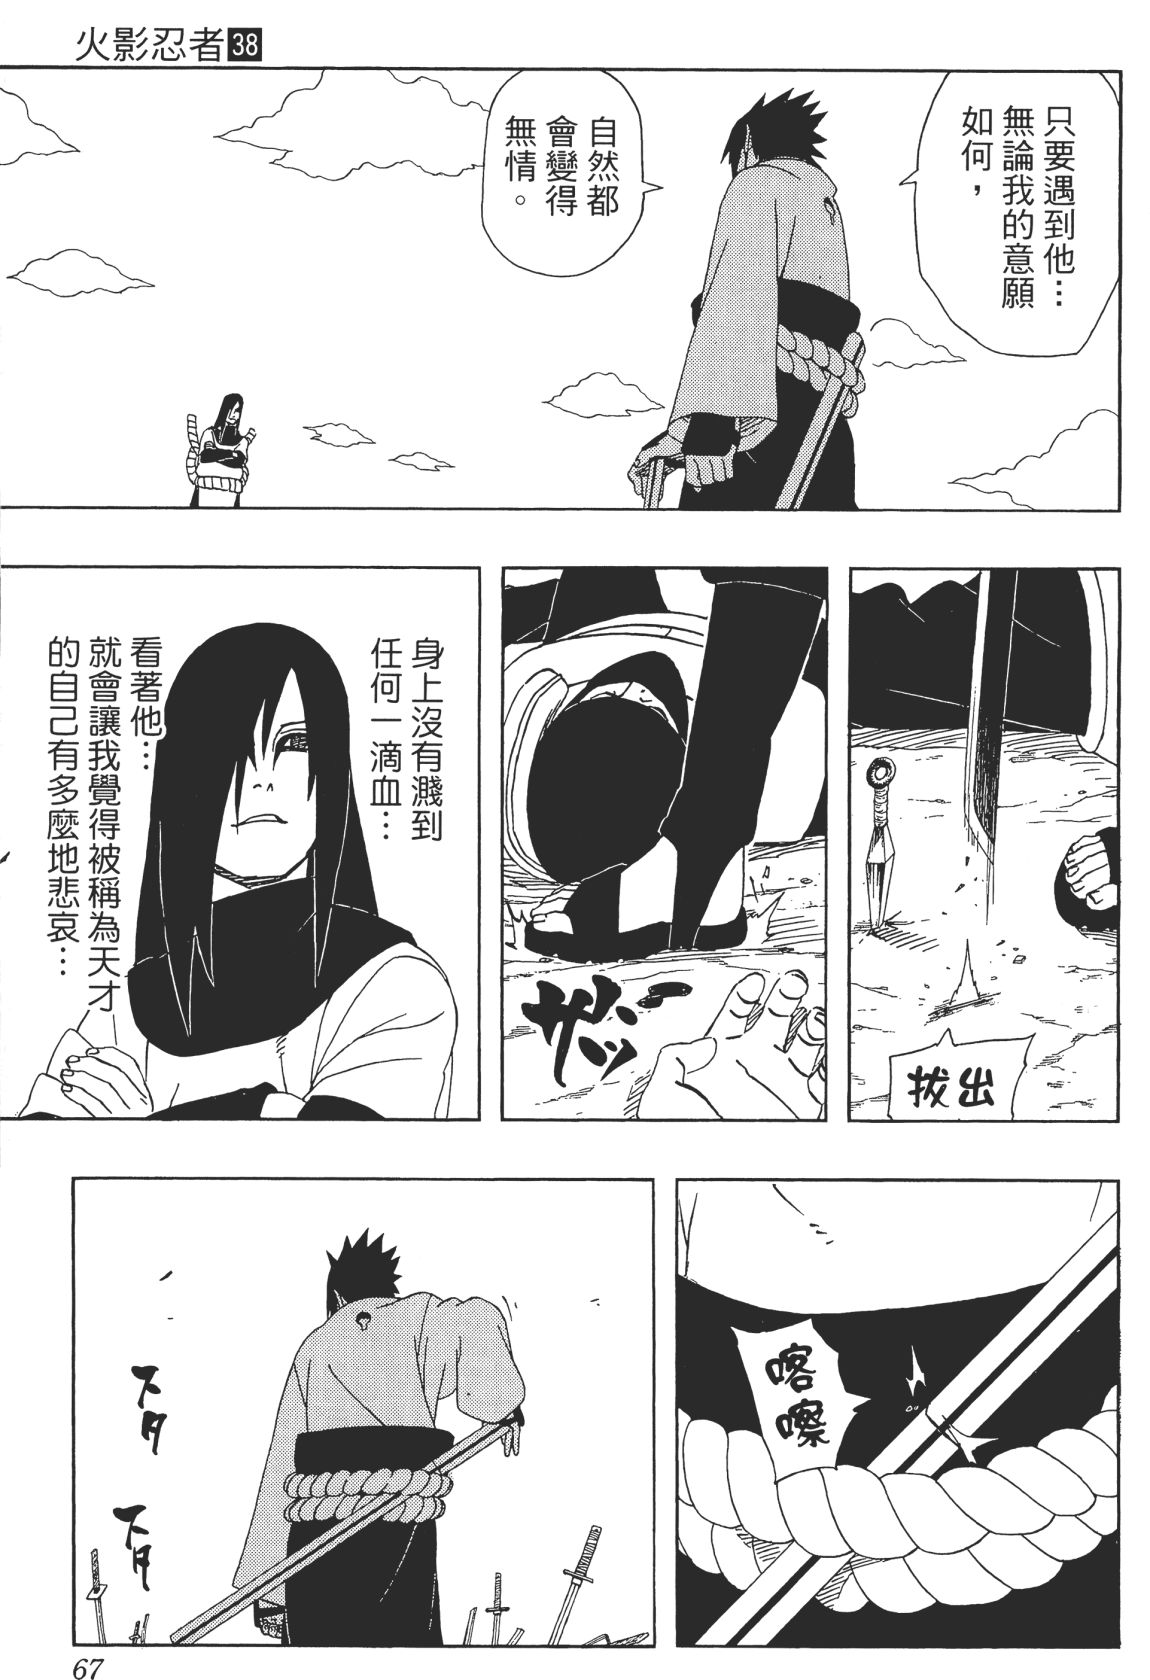 火影忍者38
只要遇到他…
無論我的意願
如何，
自然都
會變得
無情。
拔出
ザッ
身上沒有濺到
任何一滴血…
看著他…
就會讓我覺得被稱為天才
的自己有多麼地悲哀…
喀嚓
67